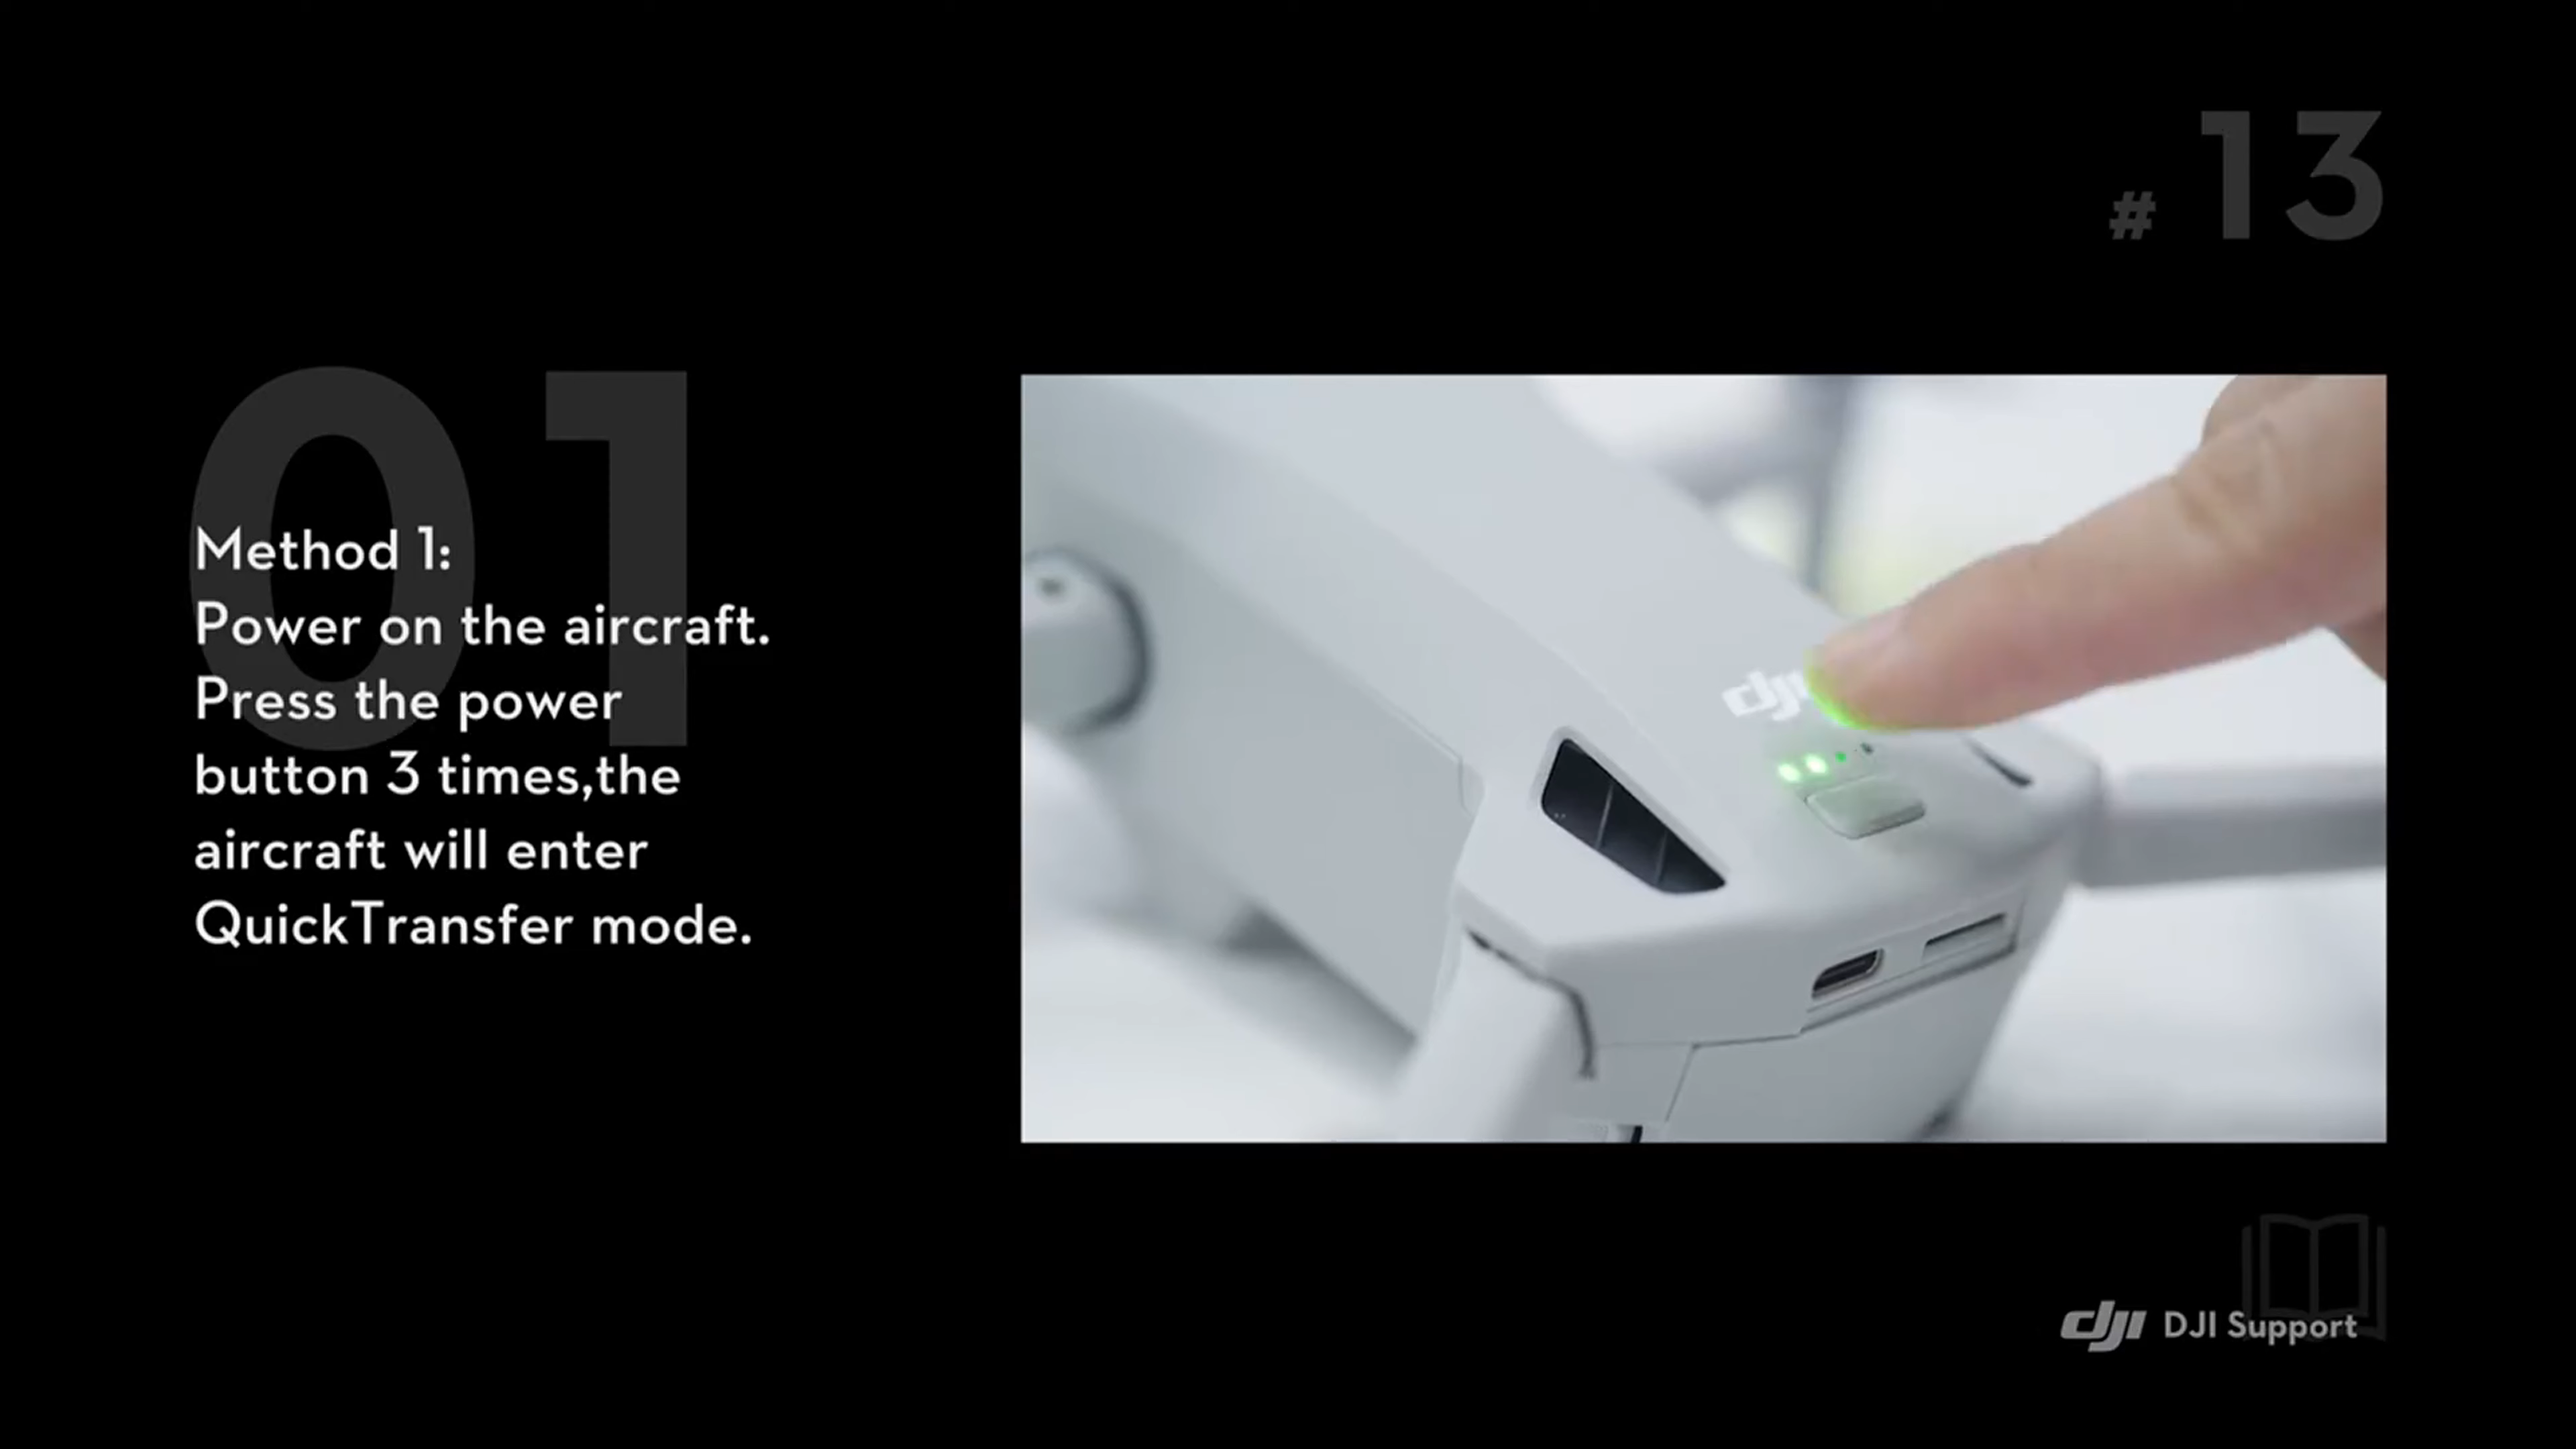 #13
01
Method 1:
Power on the aircraft.
Press the power
button 3 times,the
aircraft will enter
QuickTransfer mode.
dji
dji DJI Support